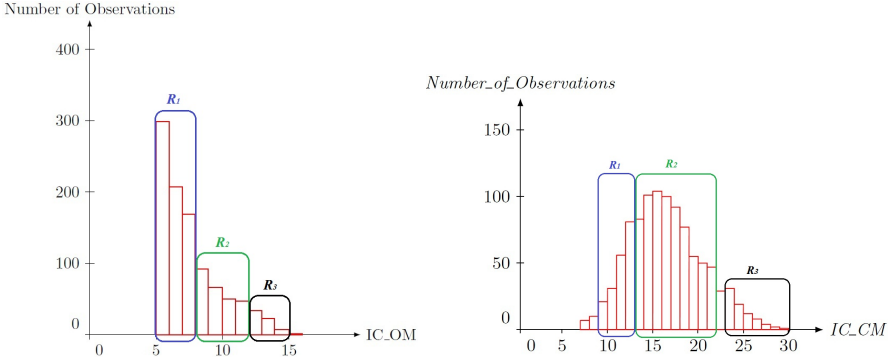 Number of Observations
400
300
200
100
0
R1
R2
R3
0 5 10 15
IC_OM
Number_of_Observations
150
100
50
0
R1
R2
R3
0 5 10 15 20 25 30
IC_CM